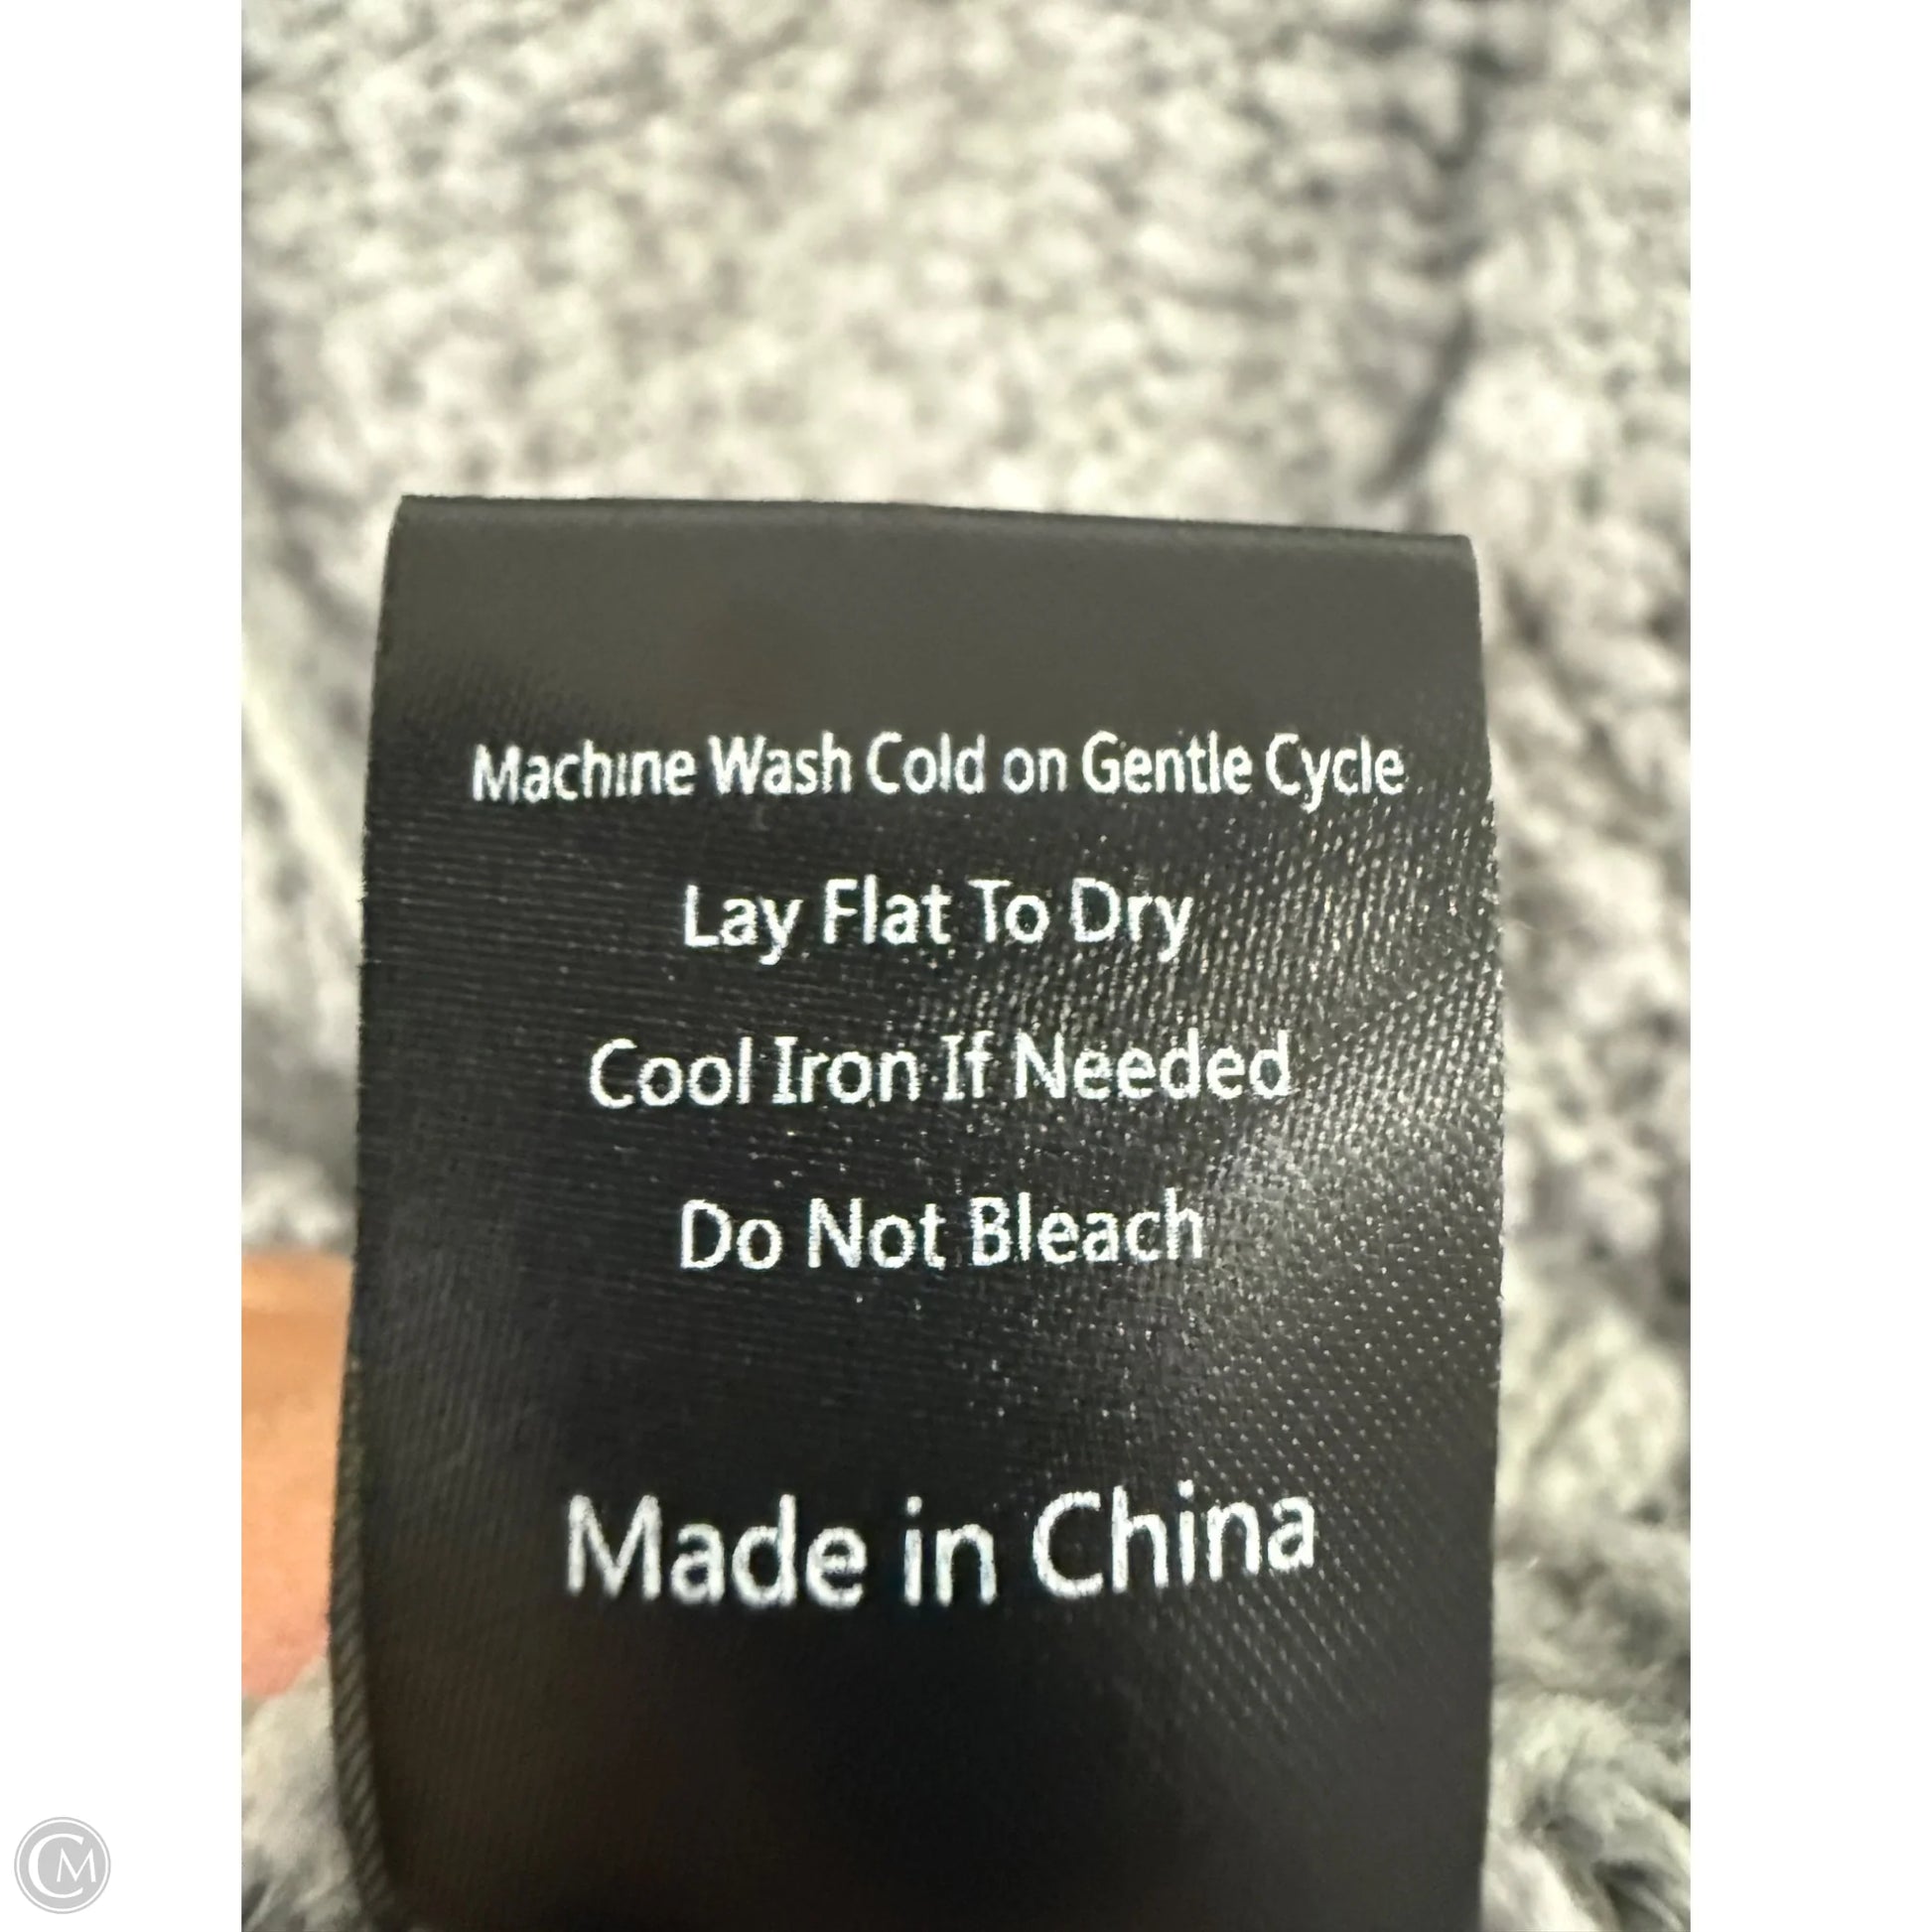 Machine Wash Cold on Gentle Cycle
Lay Flat To Dry
Cool Iron If Needed
Do Not Bleach
Made in China
CM